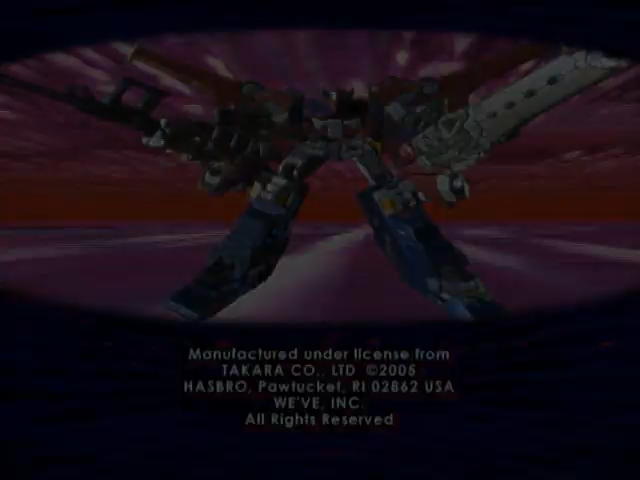 Manufactured under license from
TAKARA CO., LTD ©2005
HASBRO, Pawtucket, RI 02862 USA
WE'VE, INC.
All Rights Reserved